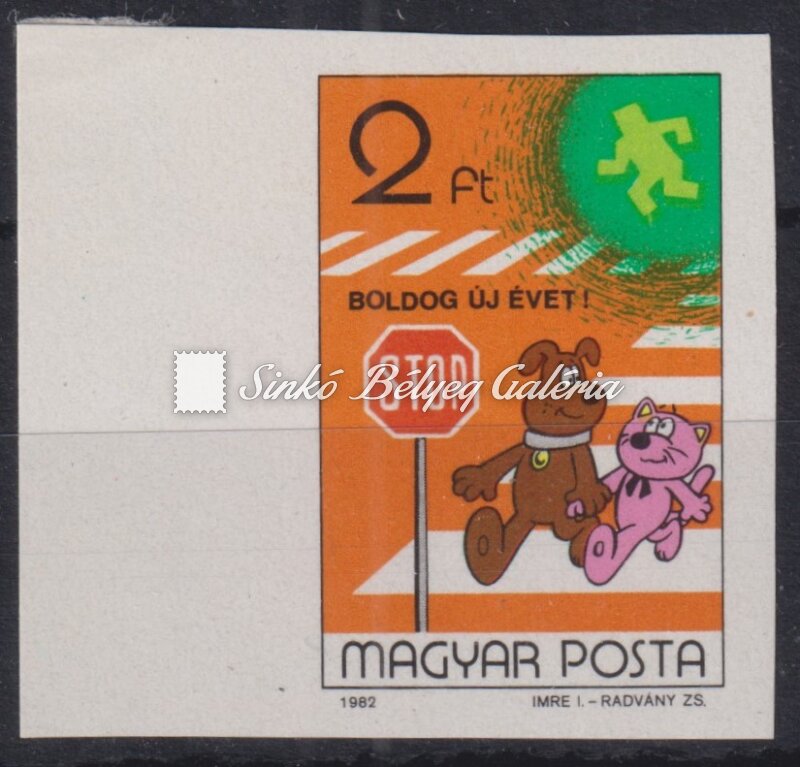 2 Ft
BOLDOG ÚJ ÉVET!
STOP
Sinkó Bélyeg Galéria
MAGYAR POSTA
1982 IMRE I. – RADVÁNY ZS.